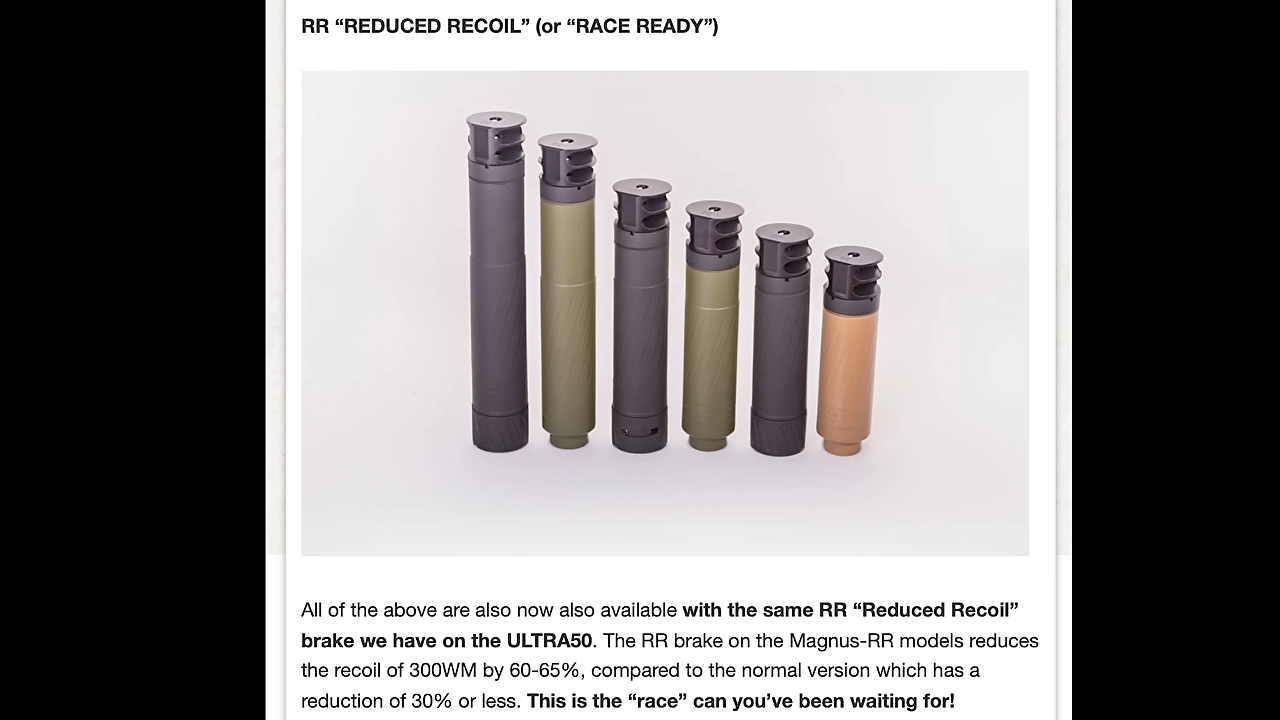 RR “REDUCED RECOIL” (or “RACE READY”)
All of the above are also now also available with the same RR “Reduced Recoil”
brake we have on the ULTRA50. The RR brake on the Magnus-RR models reduces
the recoil of 300WM by 60-65%, compared to the normal version which has a
reduction of 30% or less. This is the “race” can you’ve been waiting for!